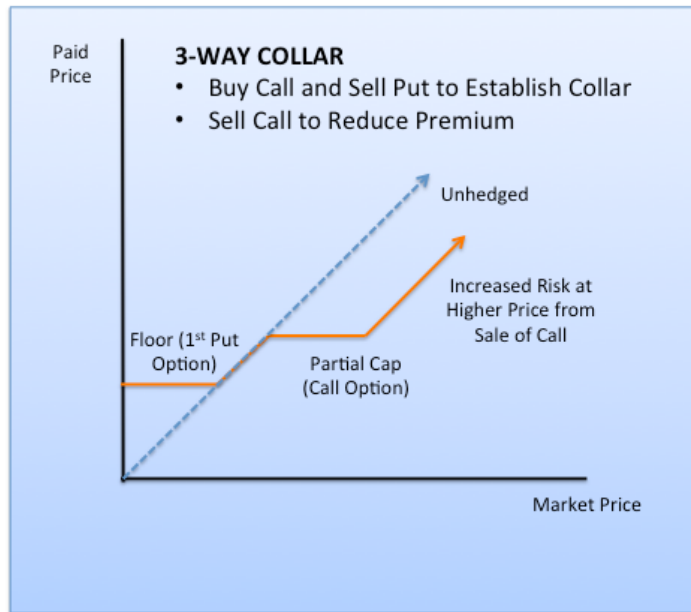 Paid
Price
3-WAY COLLAR
• Buy Call and Sell Put to Establish Collar
• Sell Call to Reduce Premium
Unhedged
Increased Risk at
Higher Price from
Sale of Call
Floor (1st Put
Option)
Partial Cap
(Call Option)
Market Price